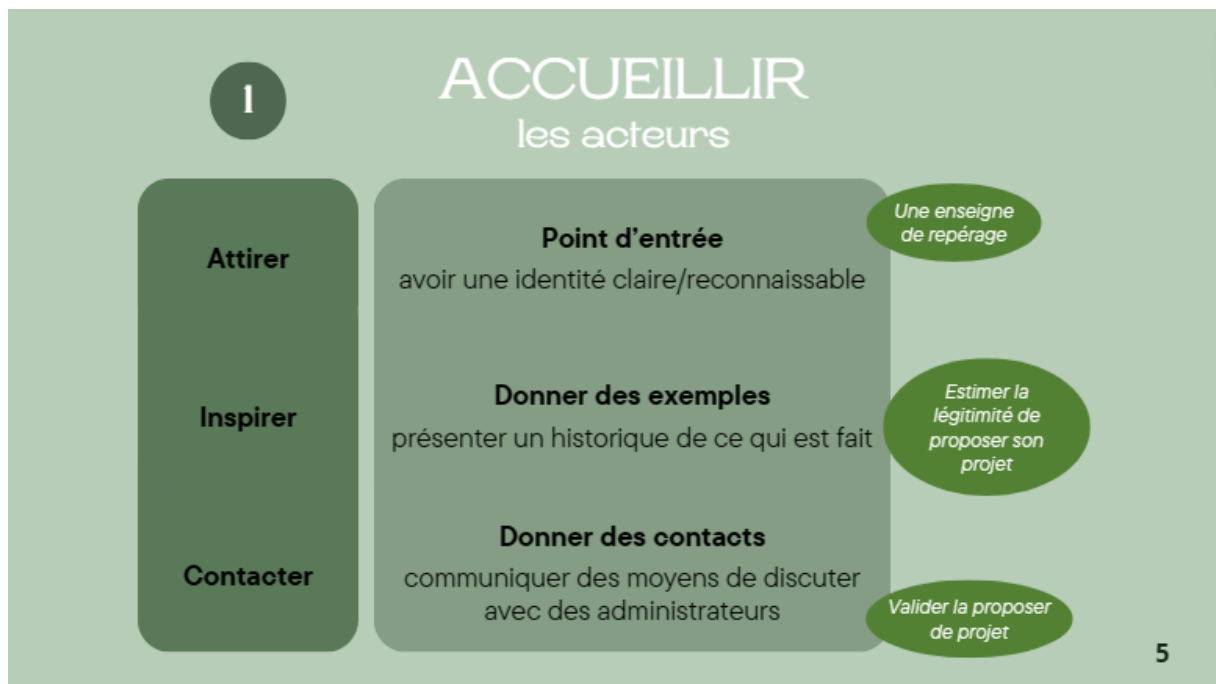 1
ACCUEILLIR
les acteurs
Attirer
Point d'entrée
avoir une identité claire/reconnaissable
Une enseigne
de repérage
Inspirer
Donner des exemples
présenter un historique de ce qui est fait
Estimer la
légitimité de
proposer son
projet
Contacter
Donner des contacts
communiquer des moyens de discuter
avec des administrateurs
Valider la proposer
de projet
5